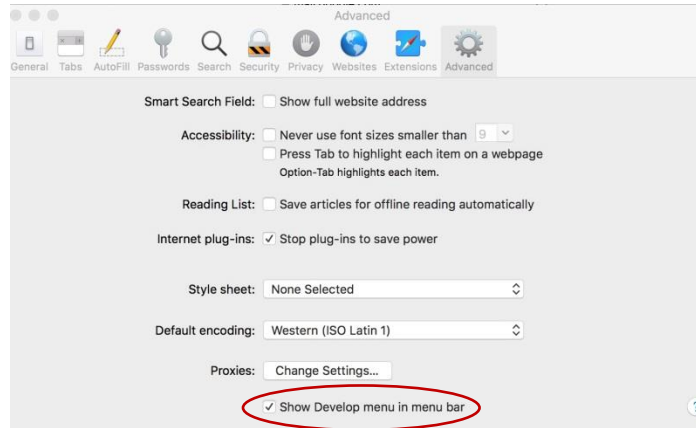 Advanced
General Tabs AutoFill Passwords Search Security Privacy Websites Extensions Advanced
Smart Search Field: Show full website address
Accessibility: Never use font sizes smaller than 9
Press Tab to highlight each item on a webpage
Option-Tab highlights each item.
Reading List: Save articles for offline reading automatically
Internet plug-ins: Stop plug-ins to save power
Style sheet: None Selected
Default encoding: Western (ISO Latin 1)
Proxies: Change Settings...
Show Develop menu in menu bar
?